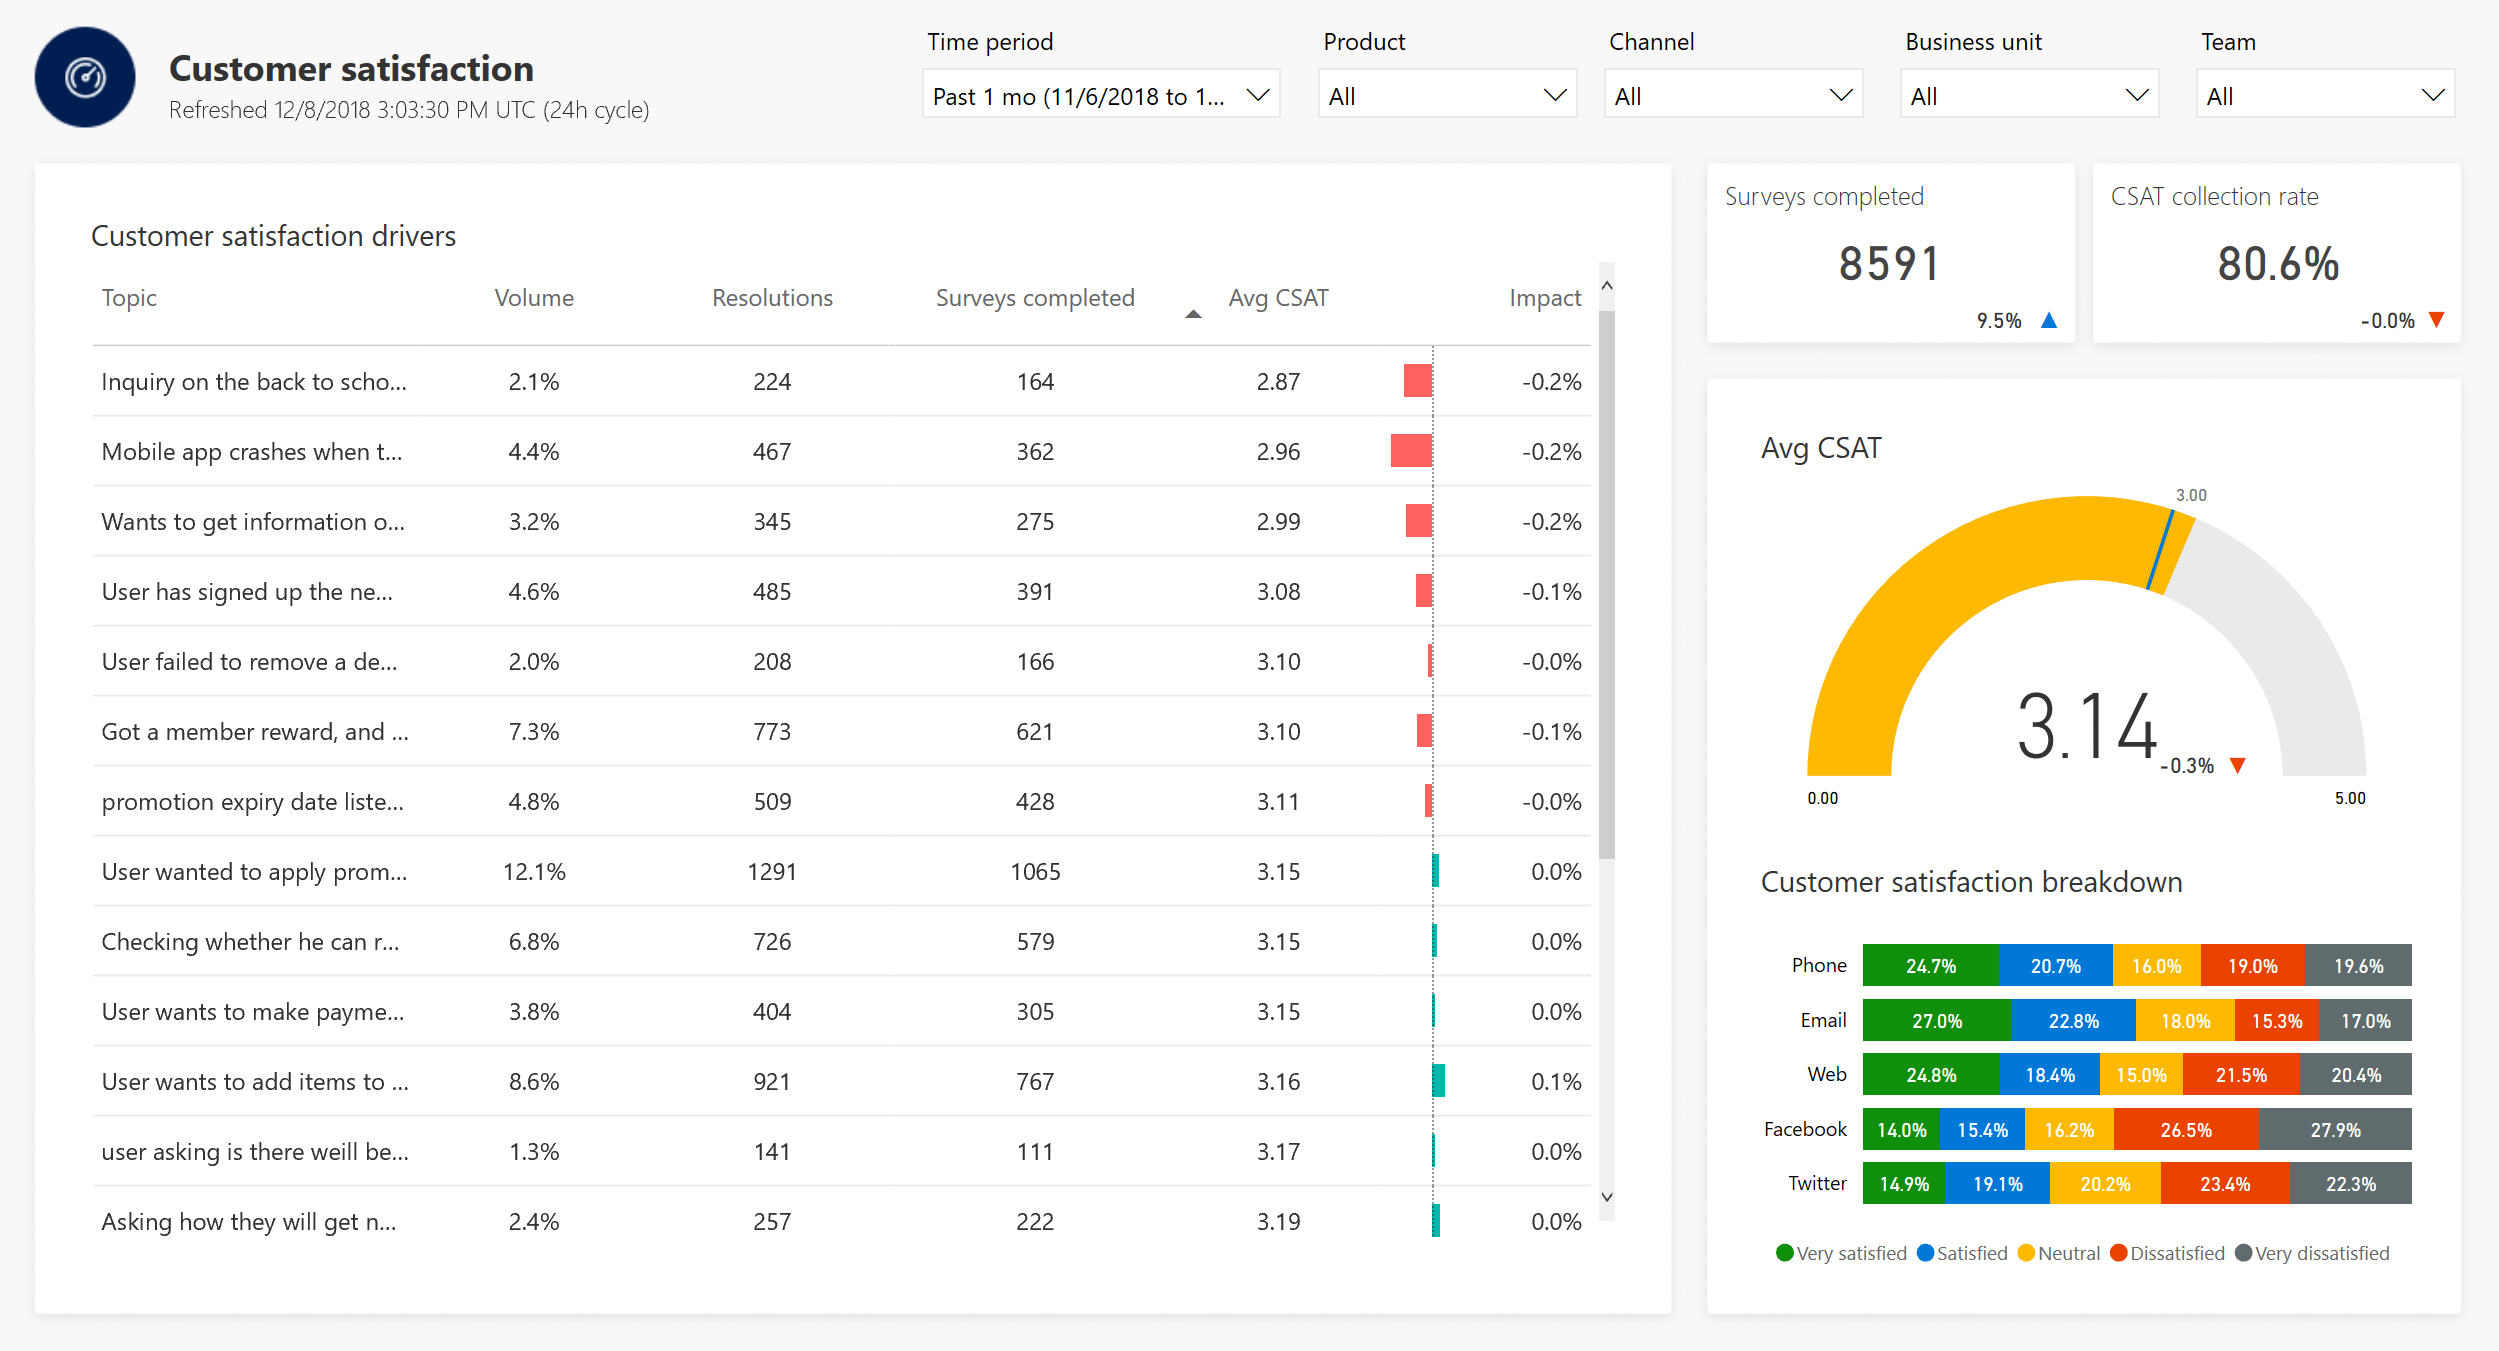 Customer satisfaction
Refreshed 12/8/2018 3:03:30 PM UTC (24h cycle)
Time period Product Channel Business unit Team
Past 1 mo (11/6/2018 to 1... All All All All
Customer satisfaction drivers
Topic Volume Resolutions Surveys completed Avg CSAT Impact
Inquiry on the back to scho... 2.1% 224 164 2.87 -0.2%
Mobile app crashes when t... 4.4% 467 362 2.96 -0.2%
Wants to get information o... 3.2% 345 275 2.99 -0.2%
User has signed up the ne... 4.6% 485 391 3.08 -0.1%
User failed to remove a de... 2.0% 208 166 3.10 -0.0%
Got a member reward, and ... 7.3% 773 621 3.10 -0.1%
promotion expiry date liste... 4.8% 509 428 3.11 -0.0%
User wanted to apply prom... 12.1% 1291 1065 3.15 0.0%
Checking whether he can r... 6.8% 726 579 3.15 0.0%
User wants to make payme... 3.8% 404 305 3.15 0.0%
User wants to add items to ... 8.6% 921 767 3.16 0.1%
user asking is there weill be... 1.3% 141 111 3.17 0.0%
Asking how they will get n... 2.4% 257 222 3.19 0.0%
Surveys completed
8591
9.5%
CSAT collection rate
80.6%
-0.0%
Avg CSAT
3.00
3.14
-0.3%
0.00 5.00
Customer satisfaction breakdown
Phone 24.7% 20.7% 16.0% 19.0% 19.6%
Email 27.0% 22.8% 18.0% 15.3% 17.0%
Web 24.8% 18.4% 15.0% 21.5% 20.4%
Facebook 14.0% 15.4% 16.2% 26.5% 27.9%
Twitter 14.9% 19.1% 20.2% 23.4% 22.3%
Very satisfied Satisfied Neutral Dissatisfied Very dissatisfied